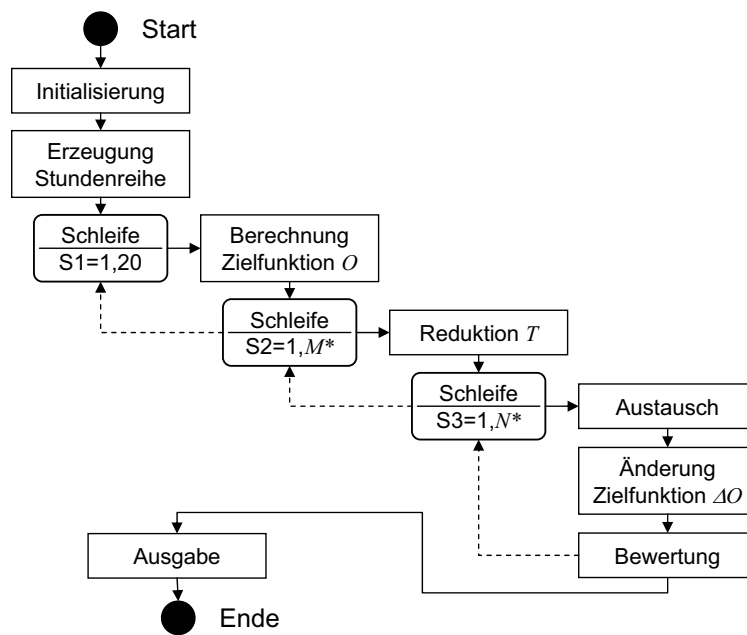 Start
Initialisierung
Erzeugung
Stundenreihe
Schleife
S1=1,20
Berechnung
Zielfunktion O
Schleife
S2=1,M*
Reduktion T
Schleife
S3=1,N*
Austausch
Änderung
Zielfunktion ΔO
Bewertung
Ausgabe
Ende